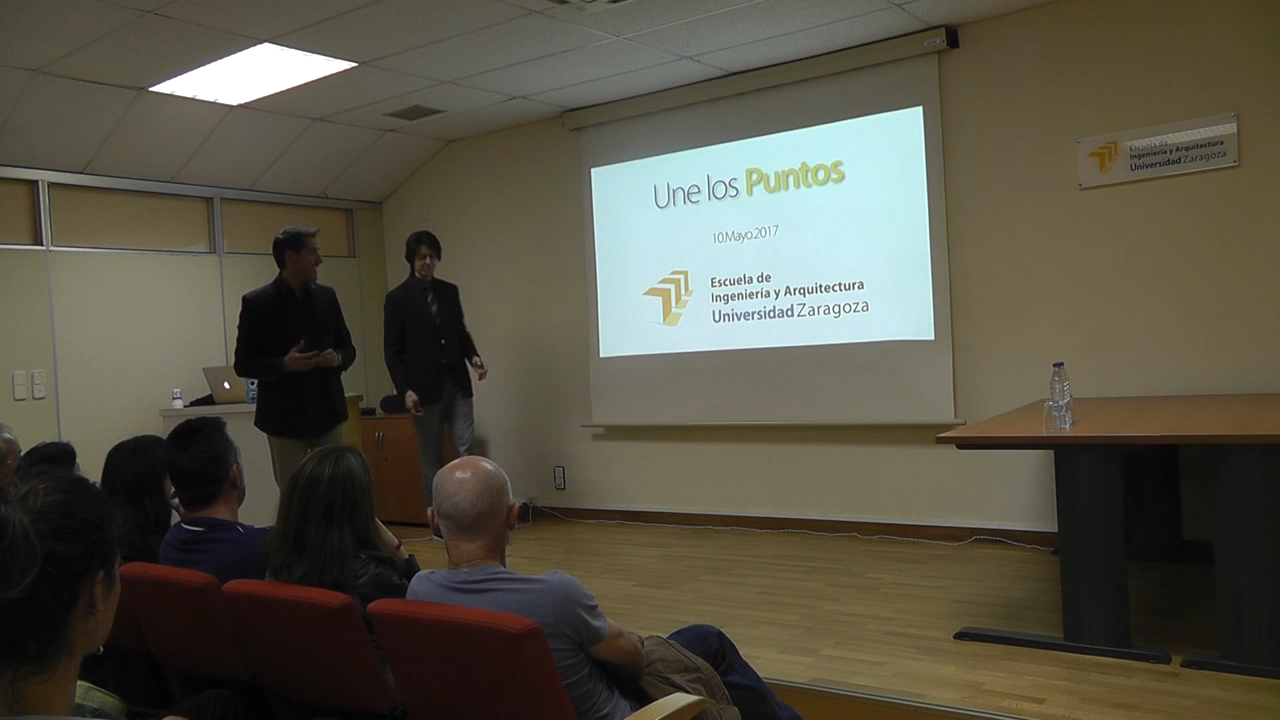 Une los Puntos
10.Mayo.2017
Escuela de
Ingeniería y Arquitectura
Universidad Zaragoza
Escuela de
Ingeniería y Arquitectura
Universidad Zaragoza